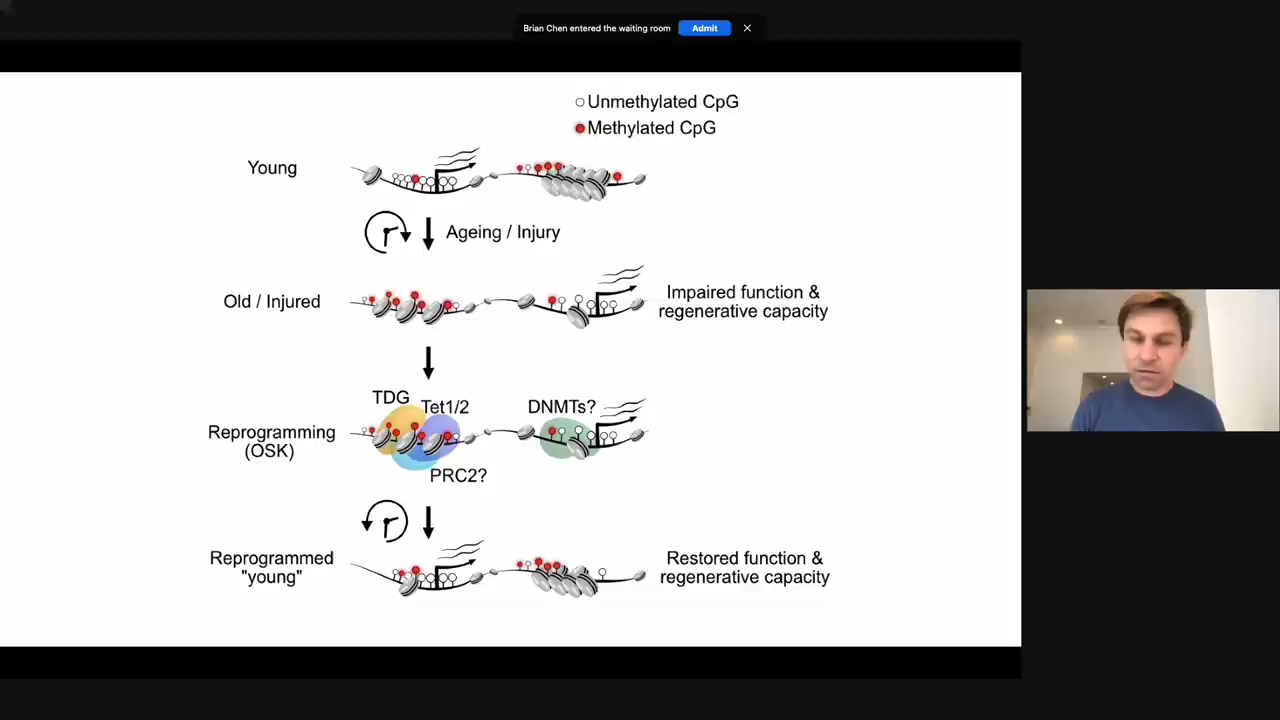 Brian Chen entered the waiting room
Admit
Unmethylated CpG
Methylated CpG
Young
Ageing / Injury
Old / Injured
Impaired function &
regenerative capacity
TDG
Tet1/2
DNMTs?
Reprogramming
(OSK)
PRC2?
Reprogrammed
"young"
Restored function &
regenerative capacity